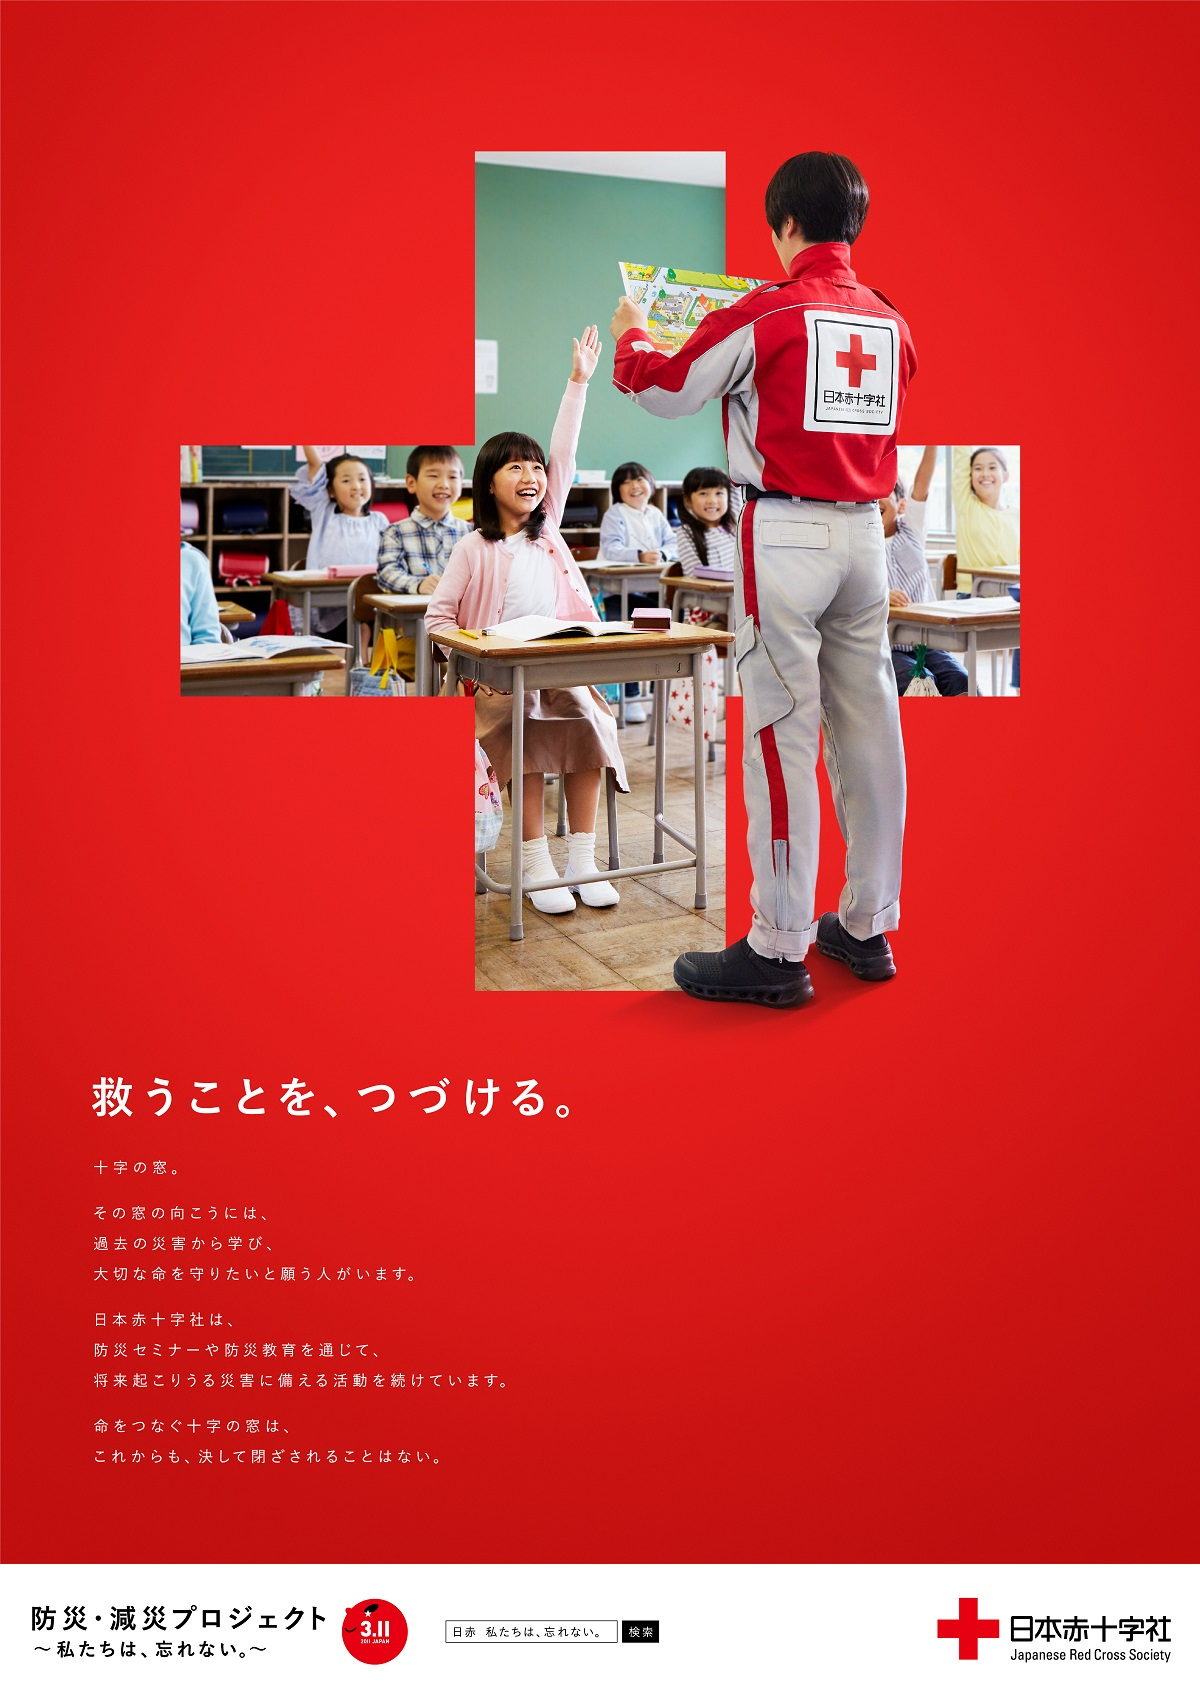 日本赤十字社
JAPANESE RED CROSS SOCIETY
救うことを、つづける。
十字の窓。
その窓の向こうには、
過去の災害から学び、
大切な命を守りたいと願う人がいます。
日本赤十字社は、
防災セミナーや防災教育を通じて、
将来起こりうる災害に備える活動を続けています。
命をつなぐ十字の窓は、
これからも、決して閉ざされることはない。
防災・減災プロジェクト
～私たちは、忘れない。～
3.11
2011 JAPAN
日赤 私たちは、忘れない。 検索
日本赤十字社
Japanese Red Cross Society